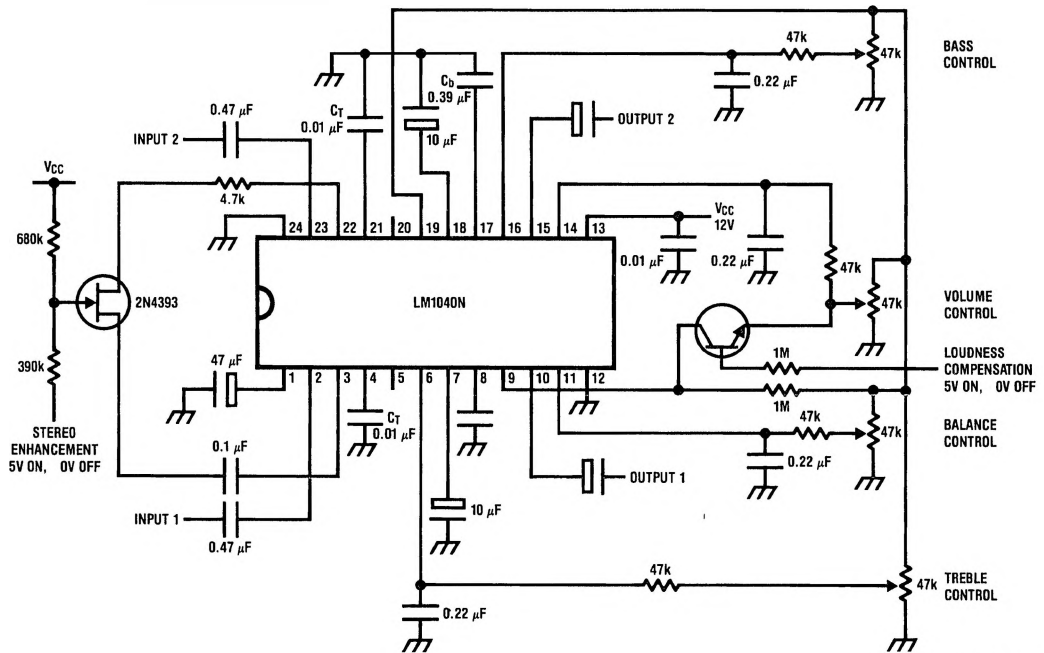 47k
47k
BASS
CONTROL
0.22 µF
Cb
0.39 µF
CT
0.01 µF
10 µF
0.47 µF
INPUT 2
OUTPUT 2
VCC
4.7k
680k
24 23 22 21 20 19 18 17 16 15 14 13
VCC
12V
0.01 µF
0.22 µF
47k
47k
VOLUME
CONTROL
2N4393
LM1040N
390k
47 µF
1 2 3 4 5 6 7 8 9 10 11 12
1M
LOUDNESS
COMPENSATION
5V ON, 0V OFF
1M
STEREO
ENHANCEMENT
5V ON, 0V OFF
CT
0.01 µF
47k
47k
BALANCE
CONTROL
0.22 µF
0.1 µF
OUTPUT 1
INPUT 1
0.47 µF
10 µF
47k
47k
TREBLE
CONTROL
0.22 µF